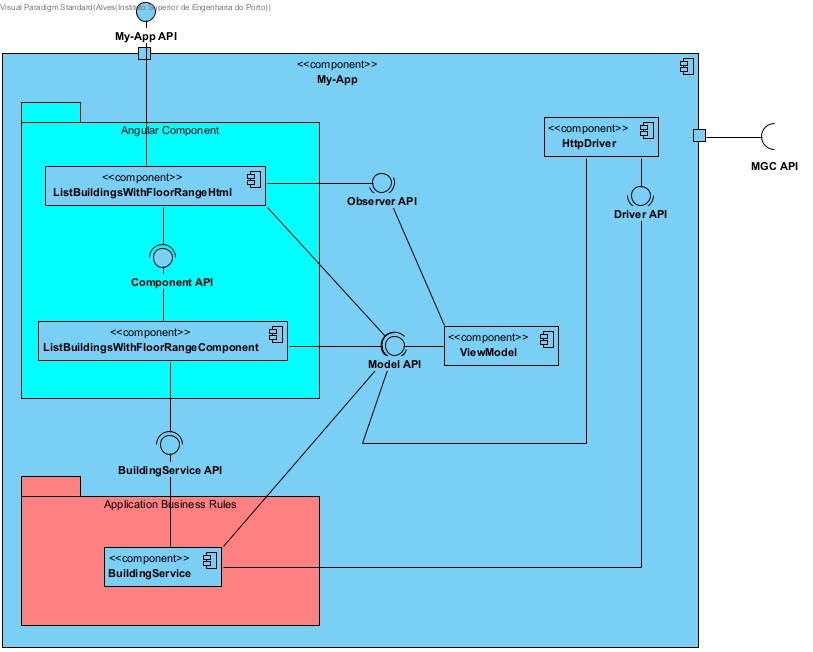 Visual Paradigm Standard(Alves(Instituto Superior de Engenharia do Porto))
My-App API
<<component>>
My-App
Angular Component
<<component>>
HttpDriver
MGC API
<<component>>
ListBuildingsWithFloorRangeHtml
Observer API
Driver API
Component API
<<component>>
ListBuildingsWithFloorRangeComponent
Model API
<<component>>
ViewModel
BuildingService API
Application Business Rules
<<component>>
BuildingService